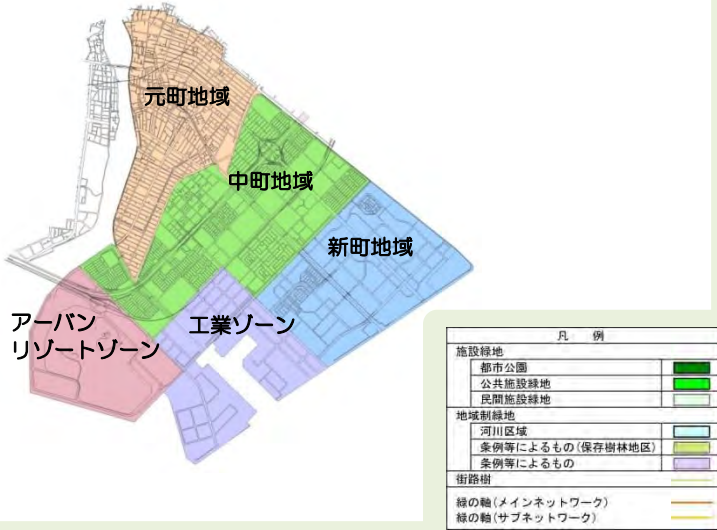 元町地域
中町地域
新町地域
アーバン
リゾートゾーン
工業ゾーン
凡 例
施設緑地
都市公園
公共施設緑地
民間施設緑地
地域制緑地
河川区域
条例等によるもの(保存樹林地区)
条例等によるもの
街路樹
緑の軸(メインネットワーク)
緑の軸(サブネットワーク)